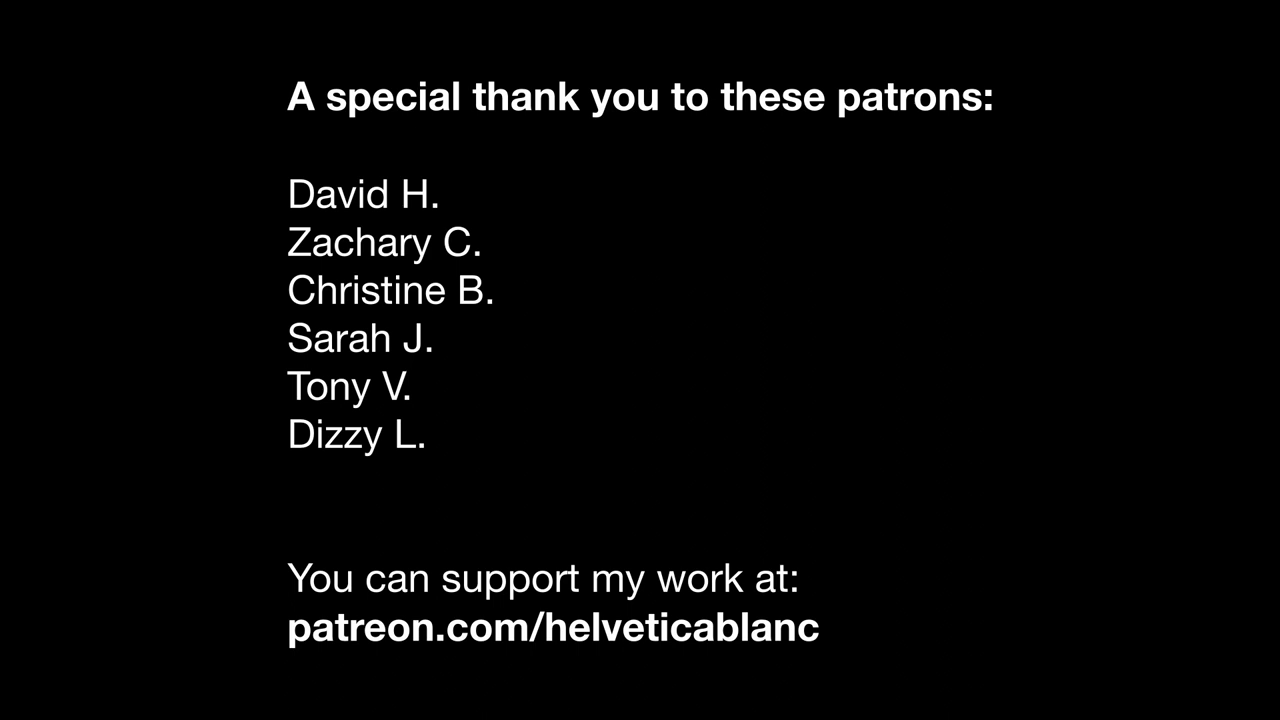 A special thank you to these patrons:
David H.
Zachary C.
Christine B.
Sarah J.
Tony V.
Dizzy L.
You can support my work at:
patreon.com/helveticablanc